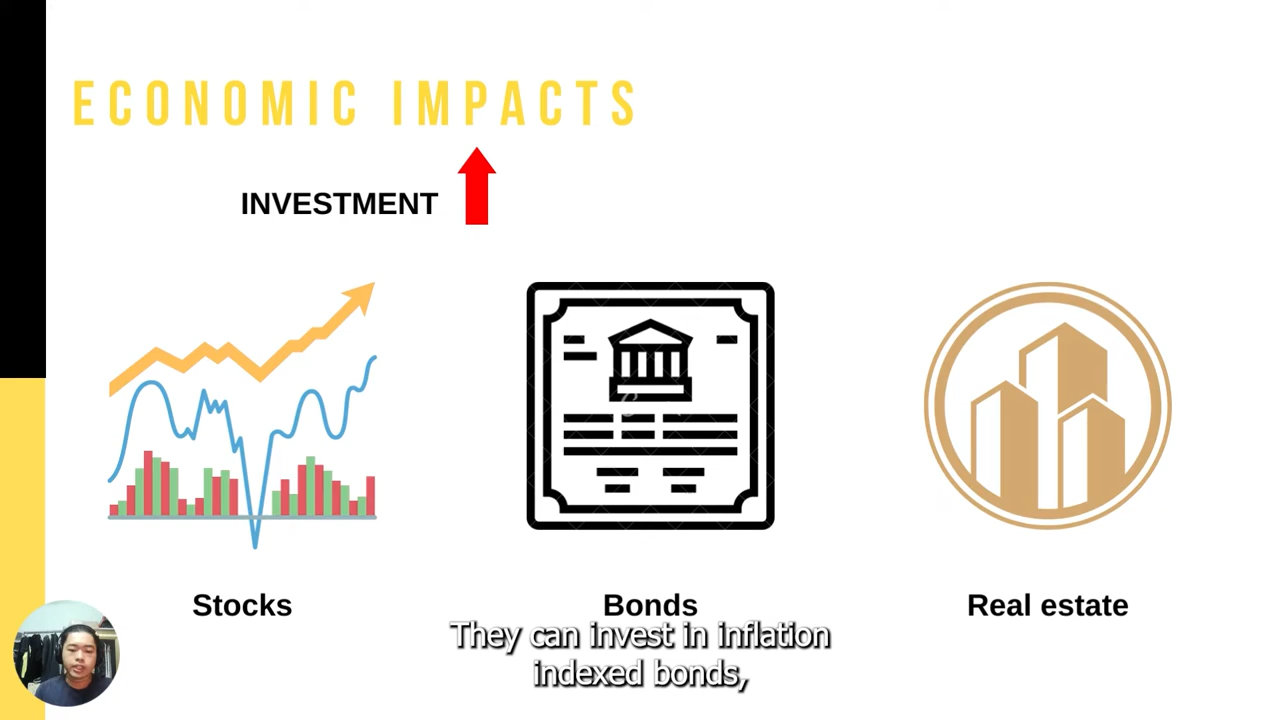 ECONOMIC IMPACTS
INVESTMENT
Stocks
Bonds
Real estate
They can invest in inflation
indexed bonds,